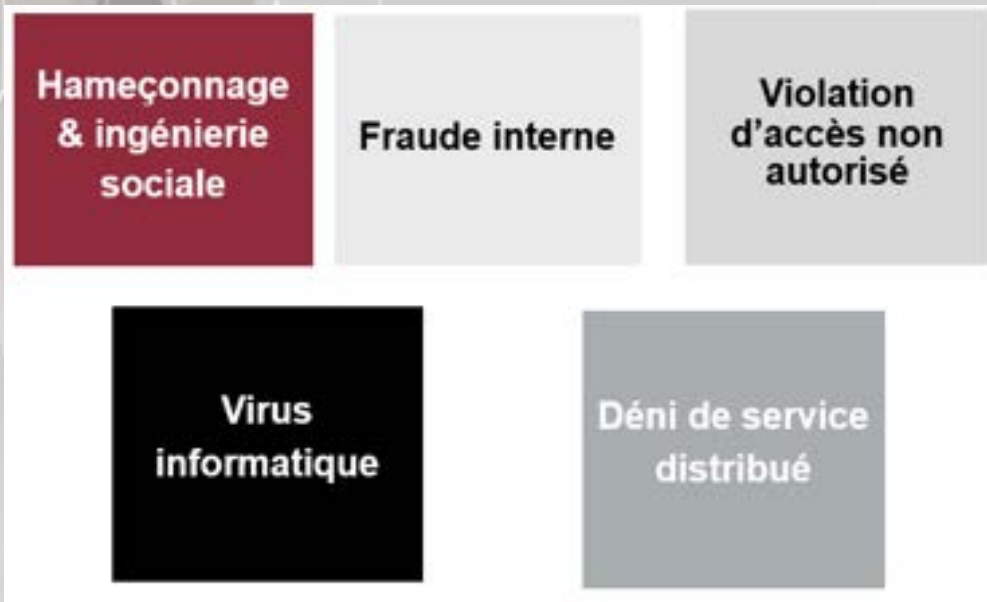 Hameçonnage
& ingénierie
sociale
Fraude interne
Violation
d’accès non
autorisé
Virus
informatique
Déni de service
distribué